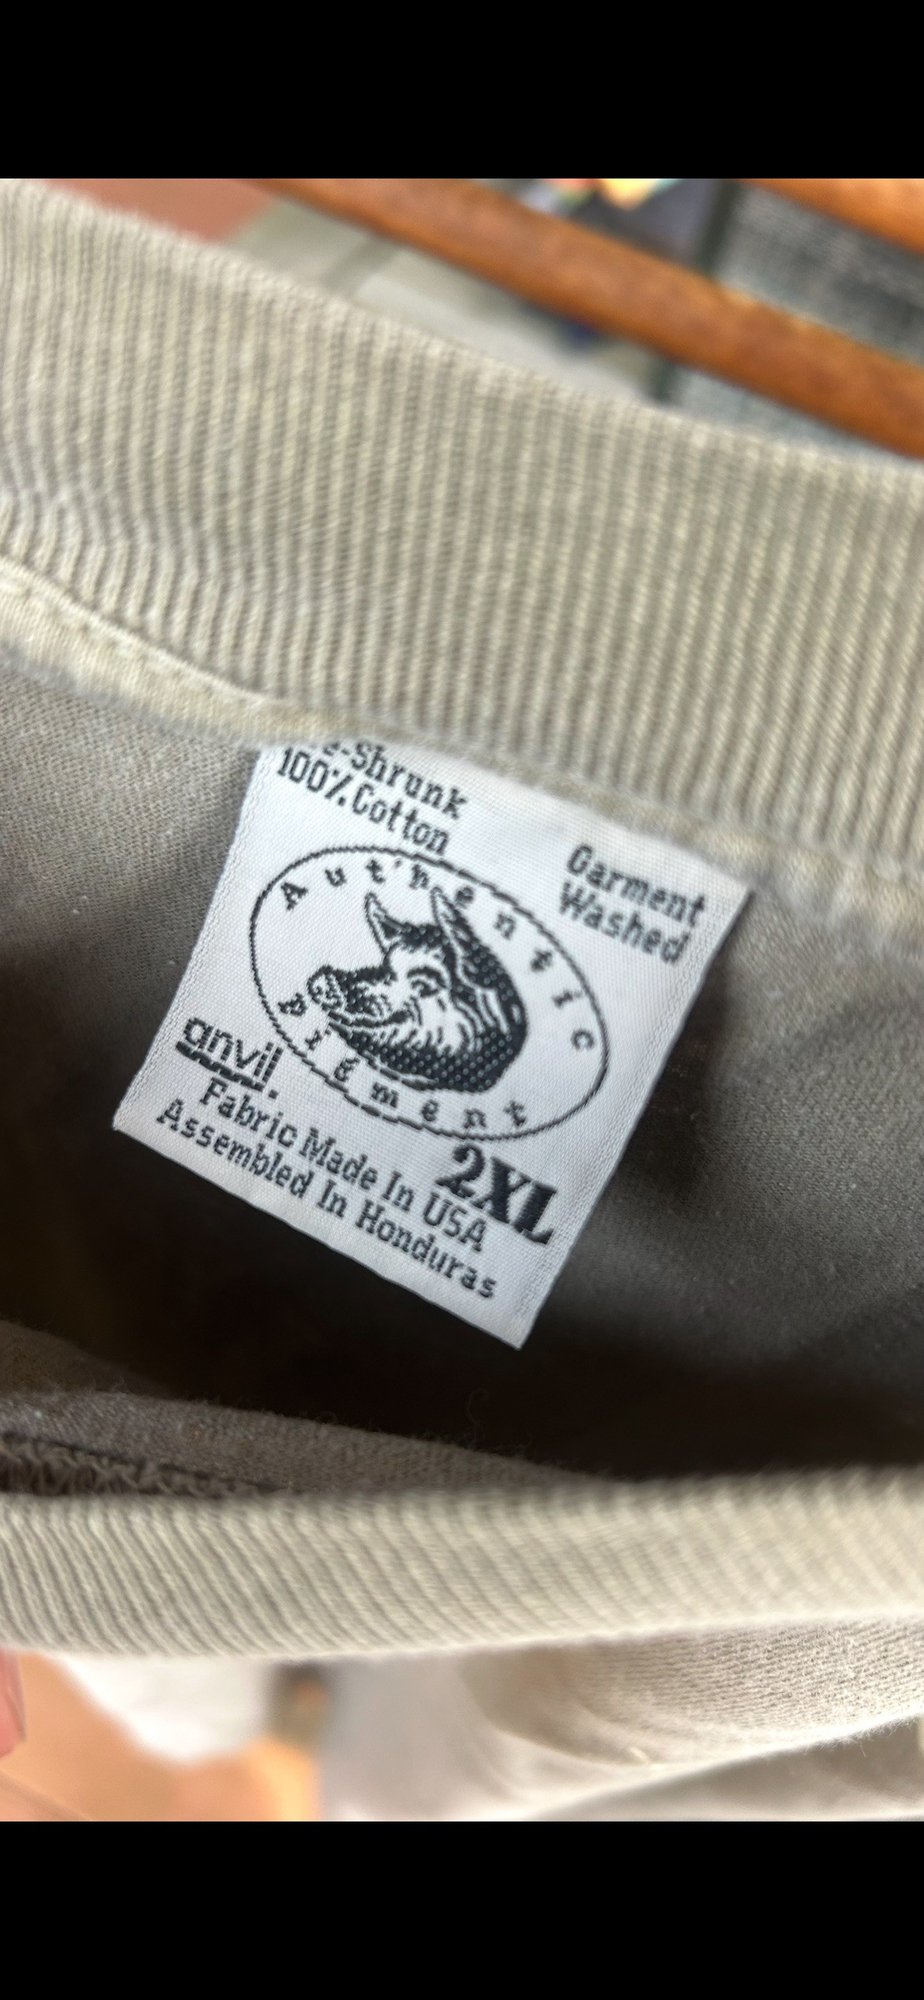 -Shrunk
100% Cotton
Garment
Washed
Authentic
Pigment
anvil.
2XL
Fabric Made In USA
Assembled In Honduras